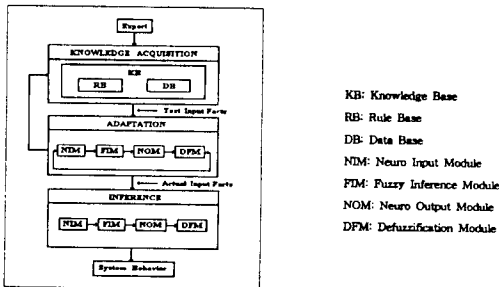 Expert
KNOWLEDGE ACQUISITION
KB
RB DB
Test Input Facts
ADAPTATION
NIM FIM NOM DFM
Actual Input Facts
INFERENCE
NIM FIM NOM DFM
System Behavior
KB: Knowledge Base
RB: Rule Base
DB: Data Base
NIM: Neuro Input Module
FIM: Fuzzy Inference Module
NOM: Neuro Output Module
DFM: Defuzzification Module